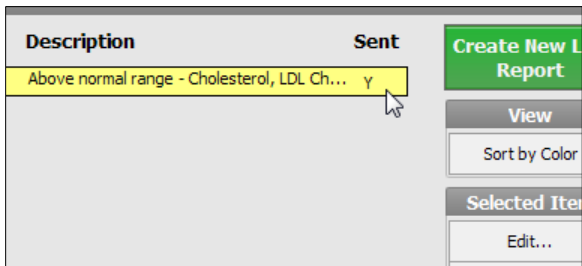 Description Sent
Above normal range - Cholesterol, LDL Ch... Y
Create New L
Report
View
Sort by Color
Selected Ite
Edit...